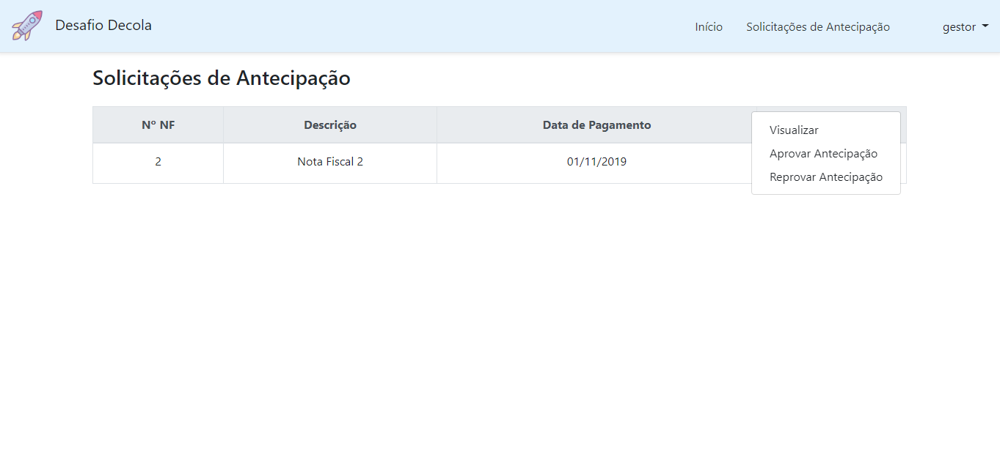 Desafio Decola
Início Solicitações de Antecipação gestor
Solicitações de Antecipação
Nº NF Descrição Data de Pagamento
2 Nota Fiscal 2 01/11/2019
Visualizar
Aprovar Antecipação
Reprovar Antecipação